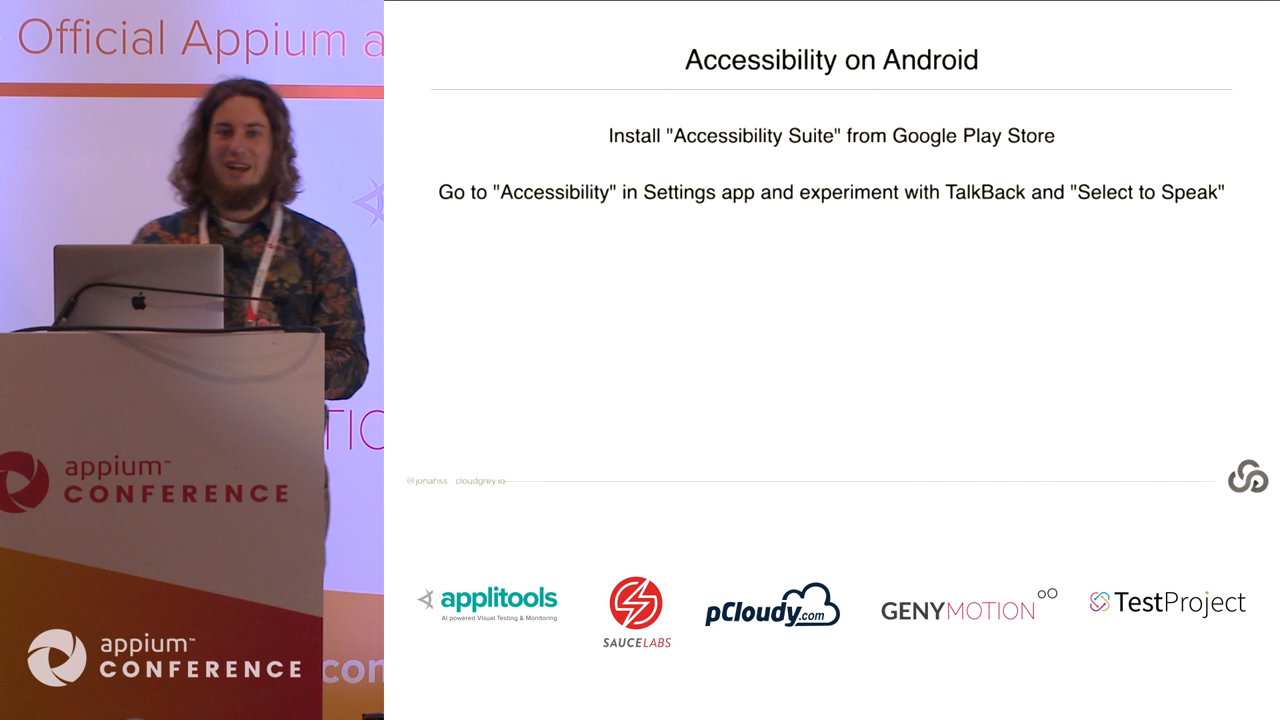 Official Appium a
TIC
appium™
CONFERENCE
appium™
CONFERENCE
con
Accessibility on Android
Install "Accessibility Suite" from Google Play Store
Go to "Accessibility" in Settings app and experiment with TalkBack and "Select to Speak"
@jonahss cloudgrey.io
applitools
AI powered Visual Testing & Monitoring
SAUCELABS
pCloudy.com
GENYMOTION
TestProject